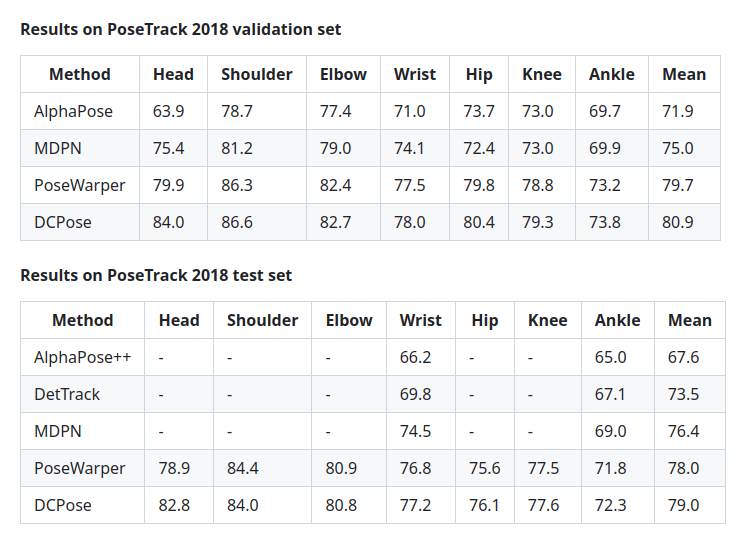 Results on PoseTrack 2018 validation set
Method Head Shoulder Elbow Wrist Hip Knee Ankle Mean
AlphaPose 63.9 78.7 77.4 71.0 73.7 73.0 69.7 71.9
MDPN 75.4 81.2 79.0 74.1 72.4 73.0 69.9 75.0
PoseWarper 79.9 86.3 82.4 77.5 79.8 78.8 73.2 79.7
DCPose 84.0 86.6 82.7 78.0 80.4 79.3 73.8 80.9
Results on PoseTrack 2018 test set
Method Head Shoulder Elbow Wrist Hip Knee Ankle Mean
AlphaPose++ - - - 66.2 - - 65.0 67.6
DetTrack - - - 69.8 - - 67.1 73.5
MDPN - - - 74.5 - - 69.0 76.4
PoseWarper 78.9 84.4 80.9 76.8 75.6 77.5 71.8 78.0
DCPose 82.8 84.0 80.8 77.2 76.1 77.6 72.3 79.0